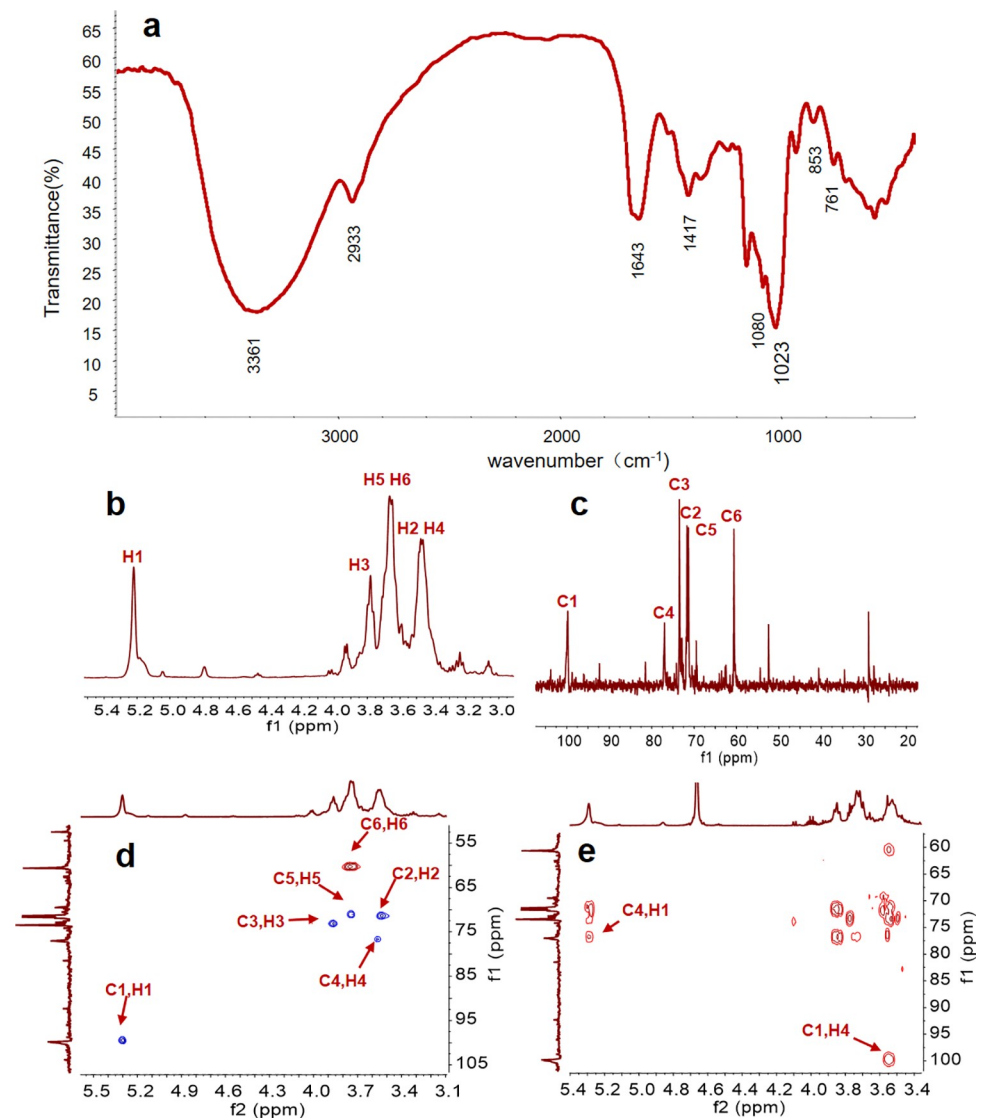 a
65
60
55
50
45
40
35
30
25
20
15
10
5
Transmittance(%)
3361
2933
1643
1417
1080
1023
853
761
3000
2000
1000
wavenumber (cm-1)
b
H1
H3
H5 H6
H2 H4
5.4 5.2 5.0 4.8 4.6 4.4 4.2 4.0 3.8 3.6 3.4 3.2 3.0
f1 (ppm)
c
C1
C4
C3
C2
C5
C6
100 90 80 70 60 50 40 30 20
f1 (ppm)
d
C6,H6
C5,H5
C2,H2
C3,H3
C4,H4
C1,H1
55
65
75
85
95
105
f1 (ppm)
5.5 5.1 4.7 4.3 3.9 3.5 3.1
f2 (ppm)
e
C4,H1
C1,H4
60
65
70
75
80
85
90
95
100
f1 (ppm)
5.4 5.2 5.0 4.8 4.6 4.4 4.2 4.0 3.8 3.6 3.4
f2 (ppm)